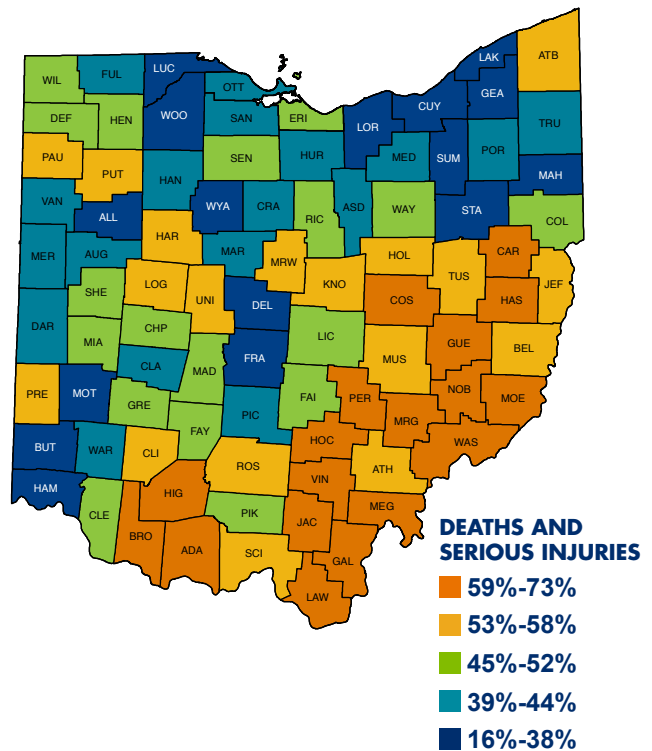 LAK
ATB
WIL
FUL
LUC
OTT
GEA
CUY
DEF
HEN
WOO
SAN
ERI
LOR
TRU
SUM
POR
MED
PAU
PUT
HAN
SEN
HUR
MAH
VAN
ALL
WYA
CRA
RIC
ASD
WAY
STA
COL
HAR
MER
AUG
MAR
MRW
HOL
CAR
TUS
JEF
LOG
UNI
KNO
SHE
DEL
COS
HAS
DAR
CHP
MIA
LIC
GUE
BEL
FRA
MUS
CLA
MAD
PRE
MOT
GRE
FAI
PER
NOB
MOE
PIC
FAY
MRG
BUT
WAR
CLI
HOC
WAS
ROS
ATH
HAM
HIG
VIN
CLE
PIK
JAC
MEG
BRO
ADA
SCI
GAL
LAW
DEATHS AND
SERIOUS INJURIES
59%-73%
53%-58%
45%-52%
39%-44%
16%-38%